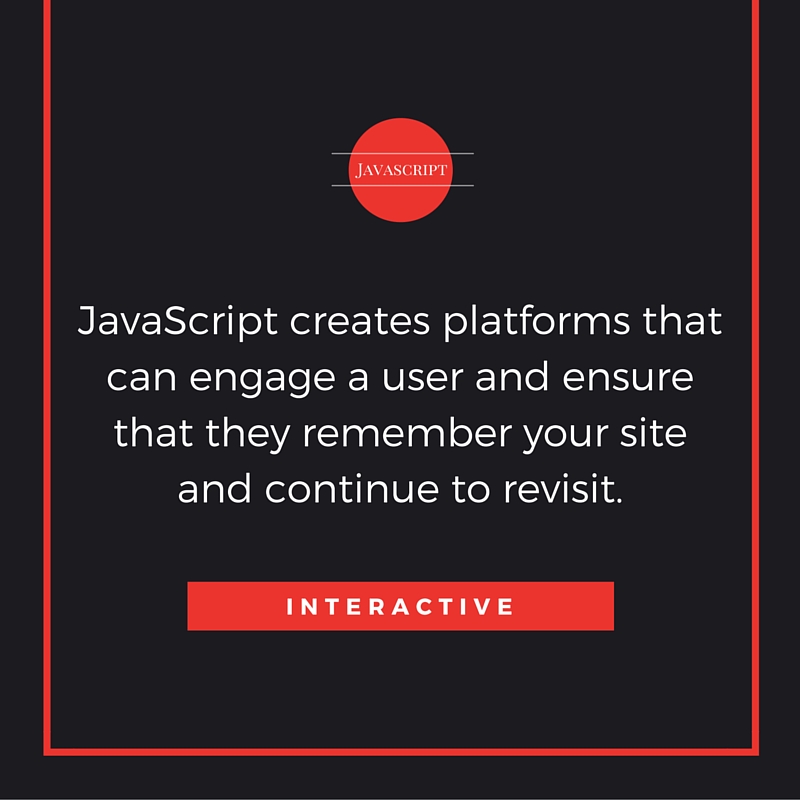 JAVASCRIPT
JavaScript creates platforms that
can engage a user and ensure
that they remember your site
and continue to revisit.
INTERACTIVE